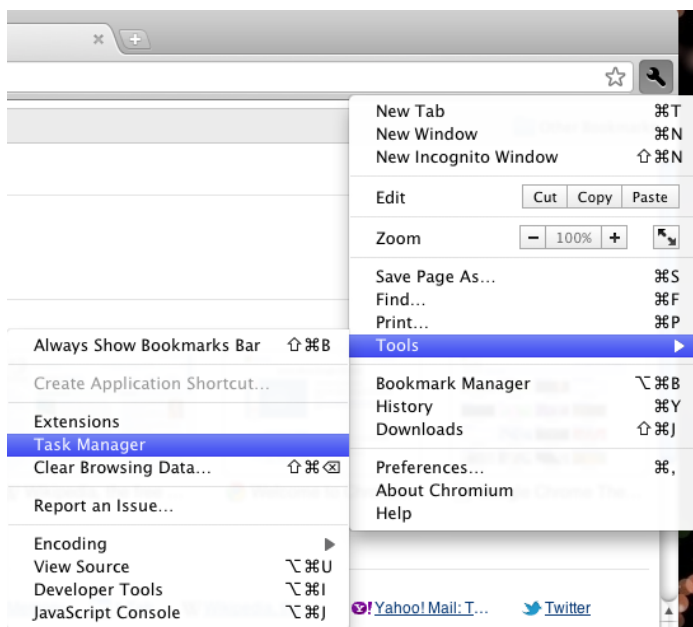 New Tab ⌘T
New Window ⌘N
New Incognito Window ⇧⌘N
Edit Cut Copy Paste
Zoom − 100% +
Save Page As... ⌘S
Find... ⌘F
Print... ⌘P
Tools ▶
Bookmark Manager ⌥⌘B
History ⌘Y
Downloads ⇧⌘J
Preferences... ⌘,
About Chromium
Help
Always Show Bookmarks Bar ⇧⌘B
Create Application Shortcut...
Extensions
Task Manager
Clear Browsing Data... ⇧⌘⌫
Report an Issue...
Encoding ▶
View Source ⌥⌘U
Developer Tools ⌥⌘I
JavaScript Console ⌥⌘J
Y! Yahoo! Mail: T... Twitter